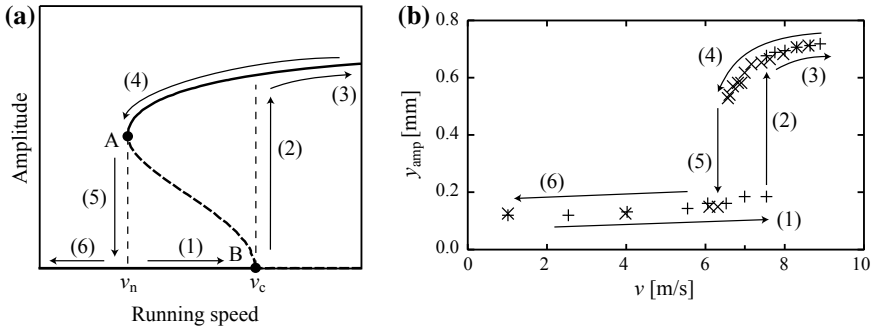 (a)
Amplitude
(4)
(3)
A
(2)
(5)
(6)
(1)
B
vn
vc
Running speed
(b)
yamp [mm]
0.8
0.6
0.4
0.2
0.0
(4)
(3)
(2)
(5)
(6)
(1)
0 2 4 6 8 10
v [m/s]